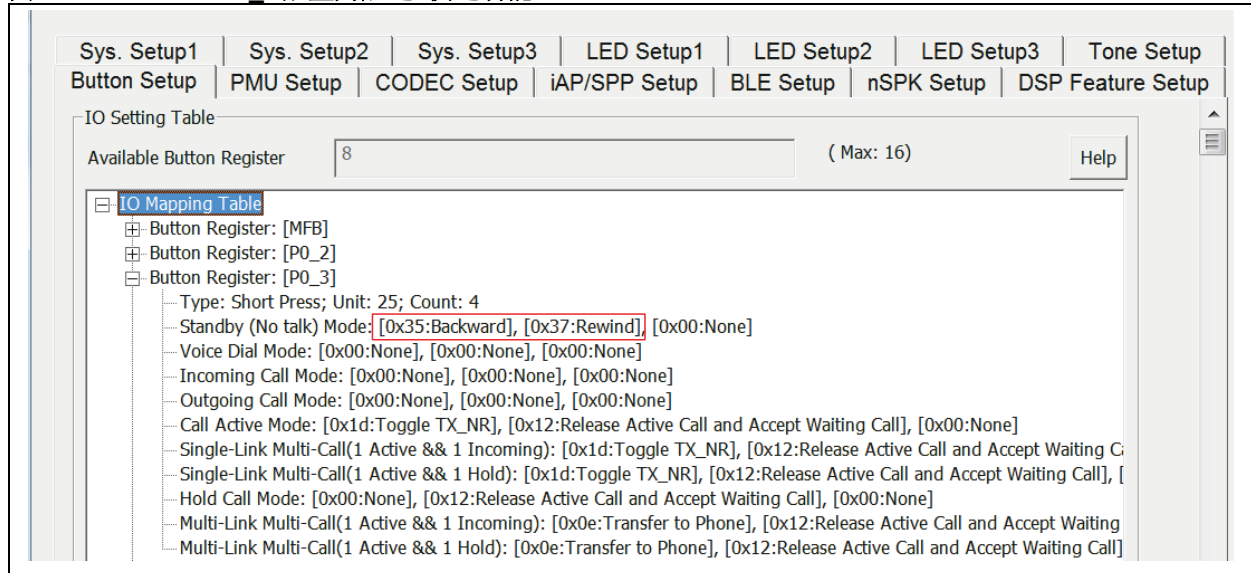 Sys. Setup1 Sys. Setup2 Sys. Setup3 LED Setup1 LED Setup2 LED Setup3 Tone Setup
Button Setup PMU Setup CODEC Setup iAP/SPP Setup BLE Setup nSPK Setup DSP Feature Setup
IO Setting Table
Available Button Register 8 ( Max: 16) Help
IO Mapping Table
Button Register: [MFB]
Button Register: [P0_2]
Button Register: [P0_3]
Type: Short Press; Unit: 25; Count: 4
Standby (No talk) Mode: [0x35:Backward], [0x37:Rewind], [0x00:None]
Voice Dial Mode: [0x00:None], [0x00:None], [0x00:None]
Incoming Call Mode: [0x00:None], [0x00:None], [0x00:None]
Outgoing Call Mode: [0x00:None], [0x00:None], [0x00:None]
Call Active Mode: [0x1d:Toggle TX_NR], [0x12:Release Active Call and Accept Waiting Call], [0x00:None]
Single-Link Multi-Call(1 Active && 1 Incoming): [0x1d:Toggle TX_NR], [0x12:Release Active Call and Accept Waiting
Single-Link Multi-Call(1 Active && 1 Hold): [0x1d:Toggle TX_NR], [0x12:Release Active Call and Accept Waiting Call], [
Hold Call Mode: [0x00:None], [0x12:Release Active Call and Accept Waiting Call], [0x00:None]
Multi-Link Multi-Call(1 Active && 1 Incoming): [0x0e:Transfer to Phone], [0x12:Release Active Call and Accept Waiting
Multi-Link Multi-Call(1 Active && 1 Hold): [0x0e:Transfer to Phone], [0x12:Release Active Call and Accept Waiting Call]